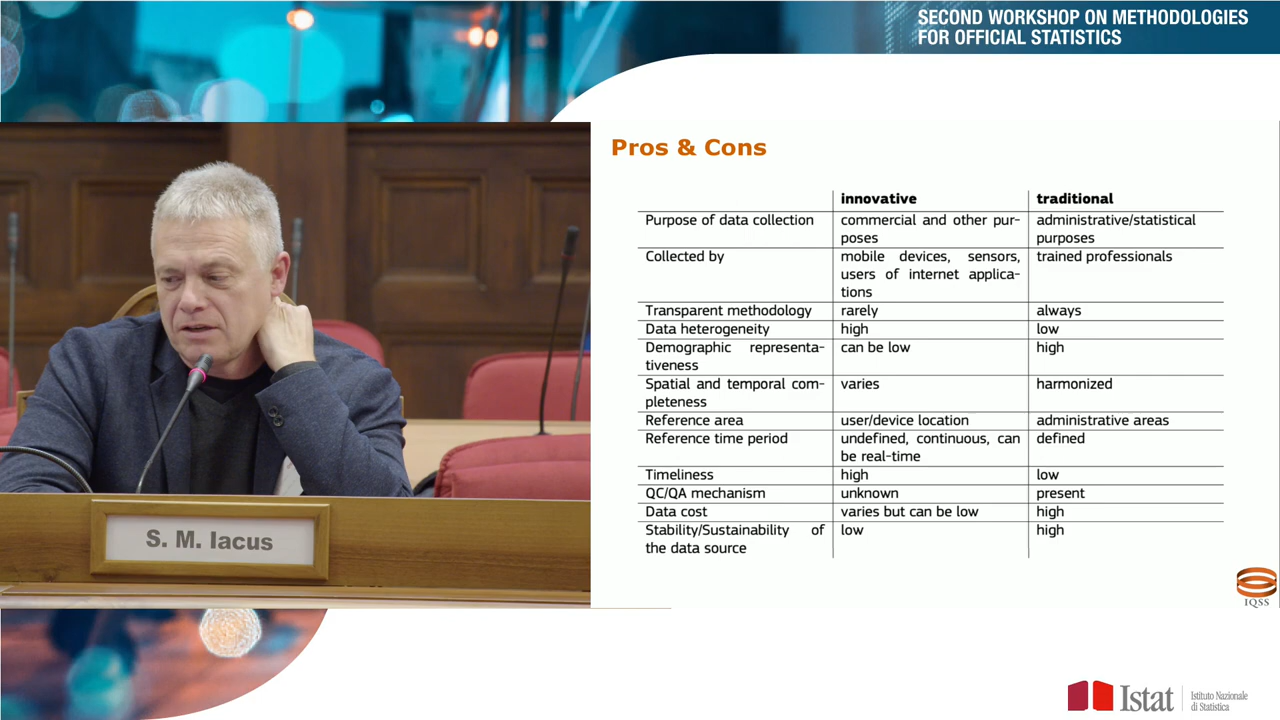 SECOND WORKSHOP ON METHODOLOGIES
FOR OFFICIAL STATISTICS
Pros & Cons
innovative traditional
Purpose of data collection commercial and other pur- administrative/statistical
poses purposes
Collected by mobile devices, sensors, trained professionals
users of internet applica-
tions
Transparent methodology rarely always
Data heterogeneity high low
Demographic representa- can be low high
tiveness
Spatial and temporal com- varies harmonized
pleteness
Reference area user/device location administrative areas
Reference time period undefined, continuous, can defined
be real-time
Timeliness high low
QC/QA mechanism unknown present
Data cost varies but can be low high
Stability/Sustainability of low high
the data source
S. M. Iacus
IQSS
Istat
Istituto Nazionale
di Statistica